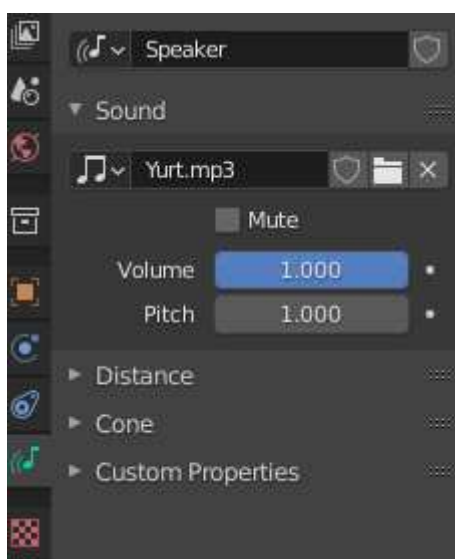 Speaker
Sound
Yurt.mp3
Mute
Volume 1.000
Pitch 1.000
Distance
Cone
Custom Properties